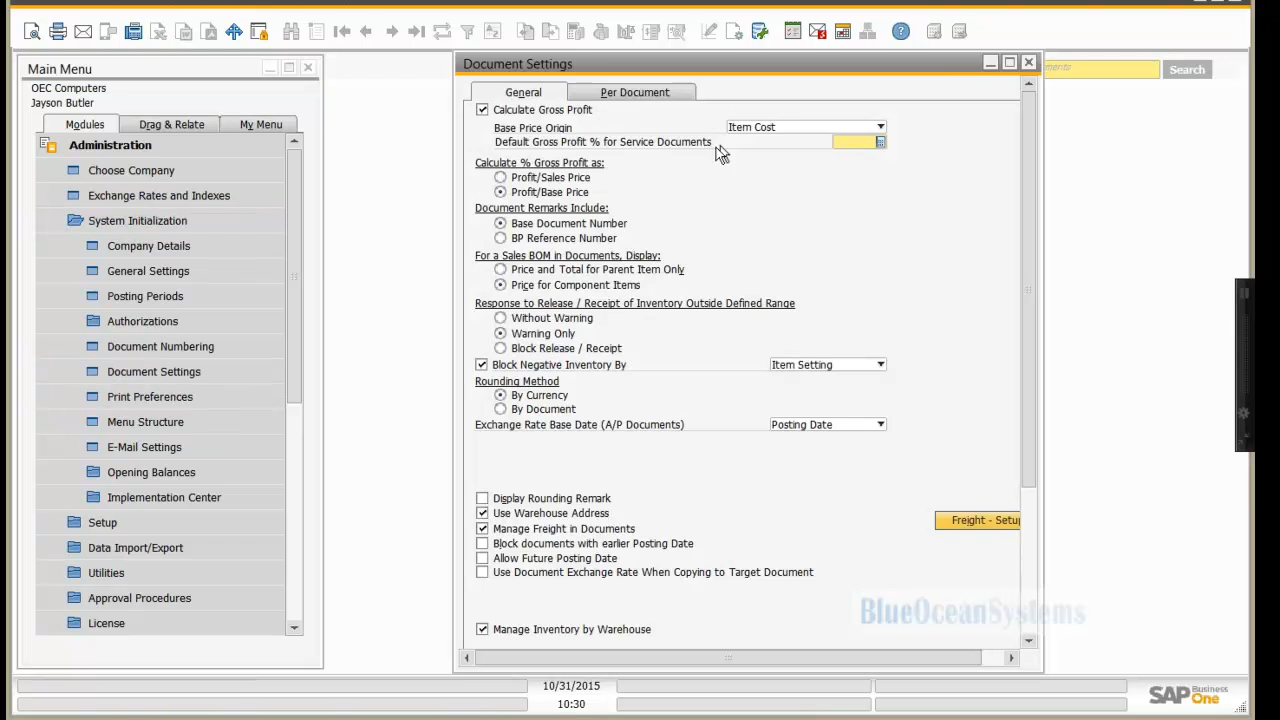 Document Settings
Main Menu
OEC Computers
Jayson Butler
Modules
Drag & Relate
My Menu
Administration
Choose Company
Exchange Rates and Indexes
System Initialization
Company Details
General Settings
Posting Periods
Authorizations
Document Numbering
Document Settings
Print Preferences
Menu Structure
E-Mail Settings
Opening Balances
Implementation Center
Setup
Data Import/Export
Utilities
Approval Procedures
License
General
Per Document
Calculate Gross Profit
Base Price Origin
Item Cost
Default Gross Profit % for Service Documents
Calculate % Gross Profit as:
Profit/Sales Price
Profit/Base Price
Document Remarks Include:
Base Document Number
BP Reference Number
For a Sales BOM in Documents, Display:
Price and Total for Parent Item Only
Price for Component Items
Response to Release / Receipt of Inventory Outside Defined Range
Without Warning
Warning Only
Block Release / Receipt
Block Negative Inventory By
Item Setting
Rounding Method
By Currency
By Document
Exchange Rate Base Date (A/P Documents)
Posting Date
Display Rounding Remark
Use Warehouse Address
Manage Freight in Documents
Freight - Setup
Block documents with earlier Posting Date
Allow Future Posting Date
Use Document Exchange Rate When Copying to Target Document
Manage Inventory by Warehouse
Search
BlueOceanSystems
10/31/2015
10:30
SAP Business One